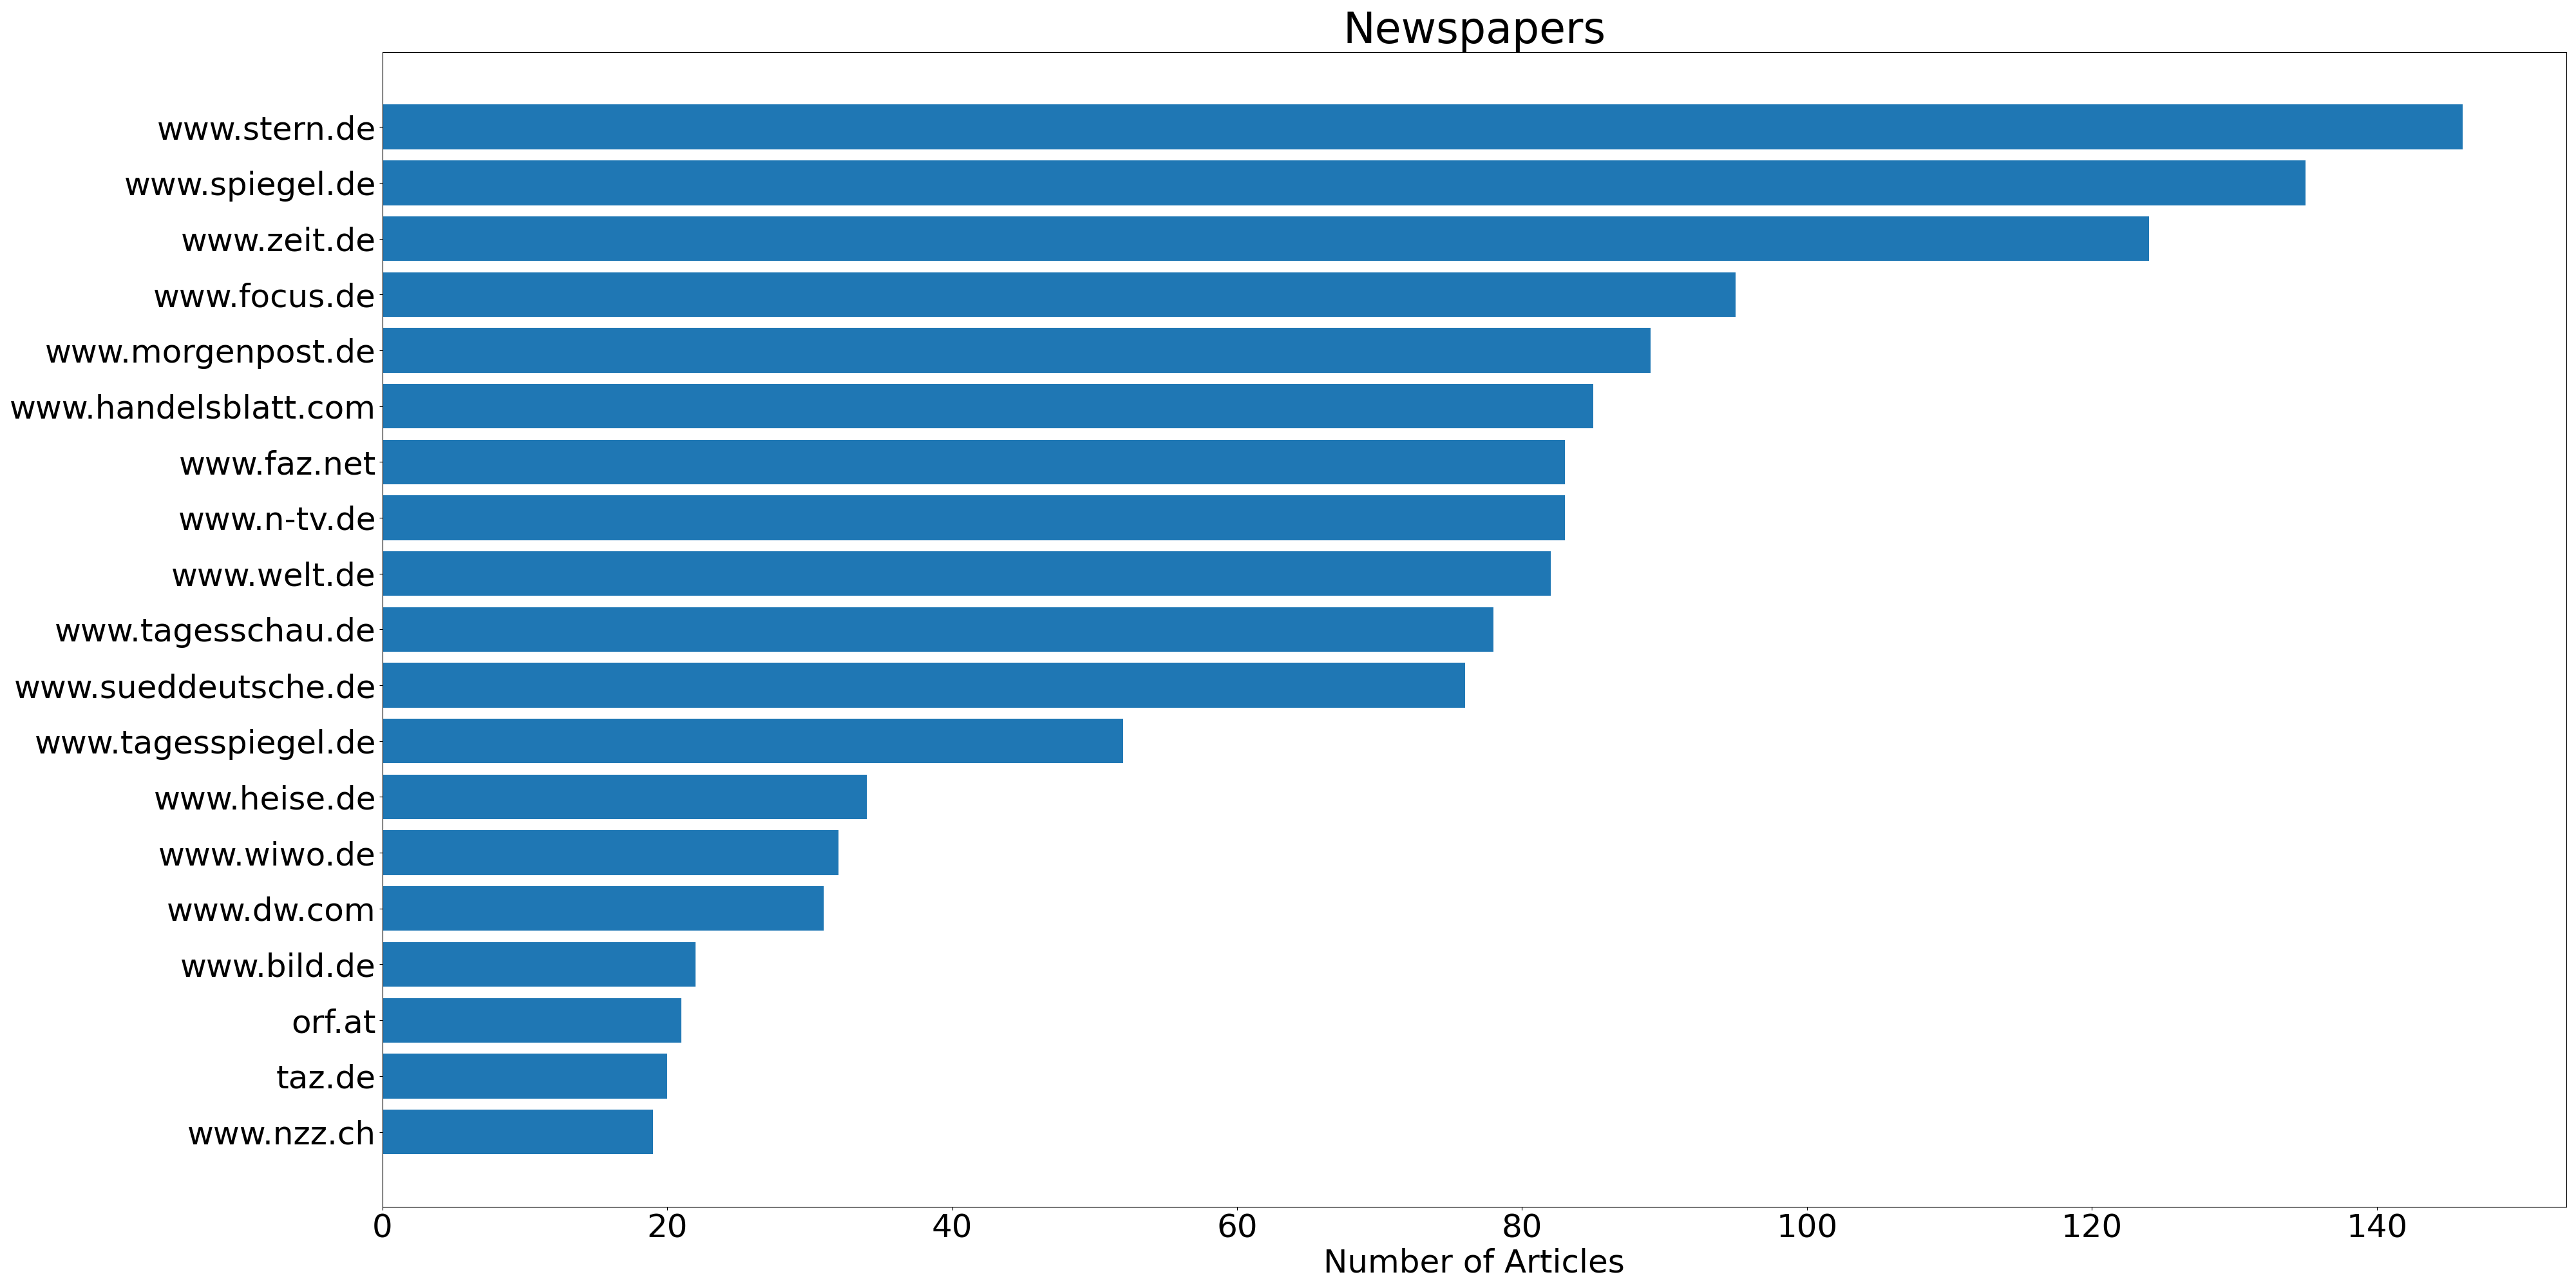 Newspapers
www.stern.de
www.spiegel.de
www.zeit.de
www.focus.de
www.morgenpost.de
www.handelsblatt.com
www.faz.net
www.n-tv.de
www.welt.de
www.tagesschau.de
www.sueddeutsche.de
www.tagesspiegel.de
www.heise.de
www.wiwo.de
www.dw.com
www.bild.de
orf.at
taz.de
www.nzz.ch
0 20 40 60 80 100 120 140
Number of Articles